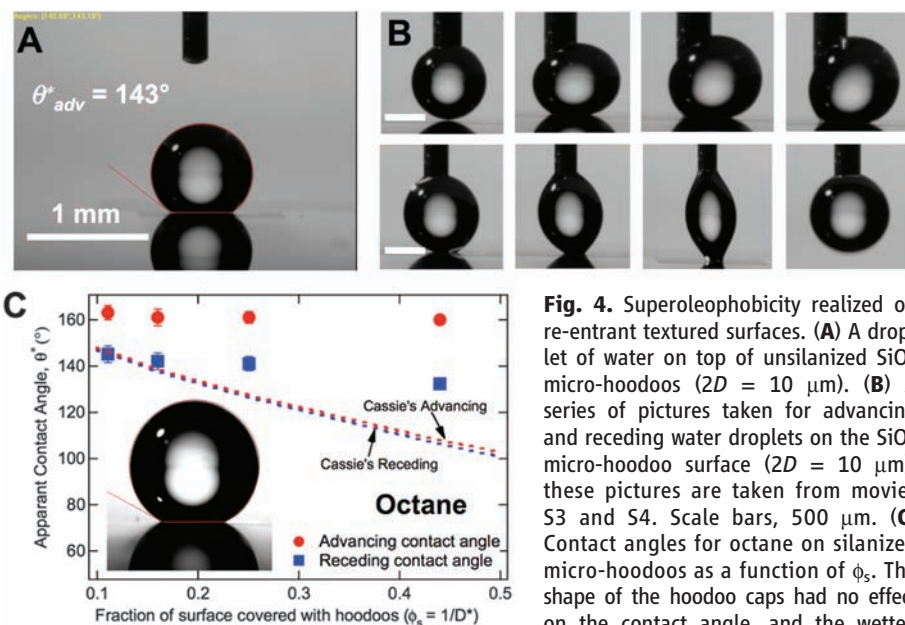 A
θ*adv = 143°
1 mm
B
C
160
140
120
100
80
60
Apparant Contact Angle, θ* (°)
Cassie's Advancing
Cassie's Receding
Octane
Advancing contact angle
Receding contact angle
0.1
0.2
0.3
0.4
0.5
Fraction of surface covered with hoodoos (ϕs = 1/D*)
Fig. 4. Superoleophobicity realized o
re-entrant textured surfaces. (A) A drop
let of water on top of unsilanized SiO
micro-hoodoos (2D = 10 μm). (B)
series of pictures taken for advancin
and receding water droplets on the SiO
micro-hoodoo surface (2D = 10 μm
these pictures are taken from movie
S3 and S4. Scale bars, 500 μm. (C
Contact angles for octane on silanize
micro-hoodoos as a function of ϕs. Th
shape of the hoodoo caps had no effec
on the contact angle, and the wette